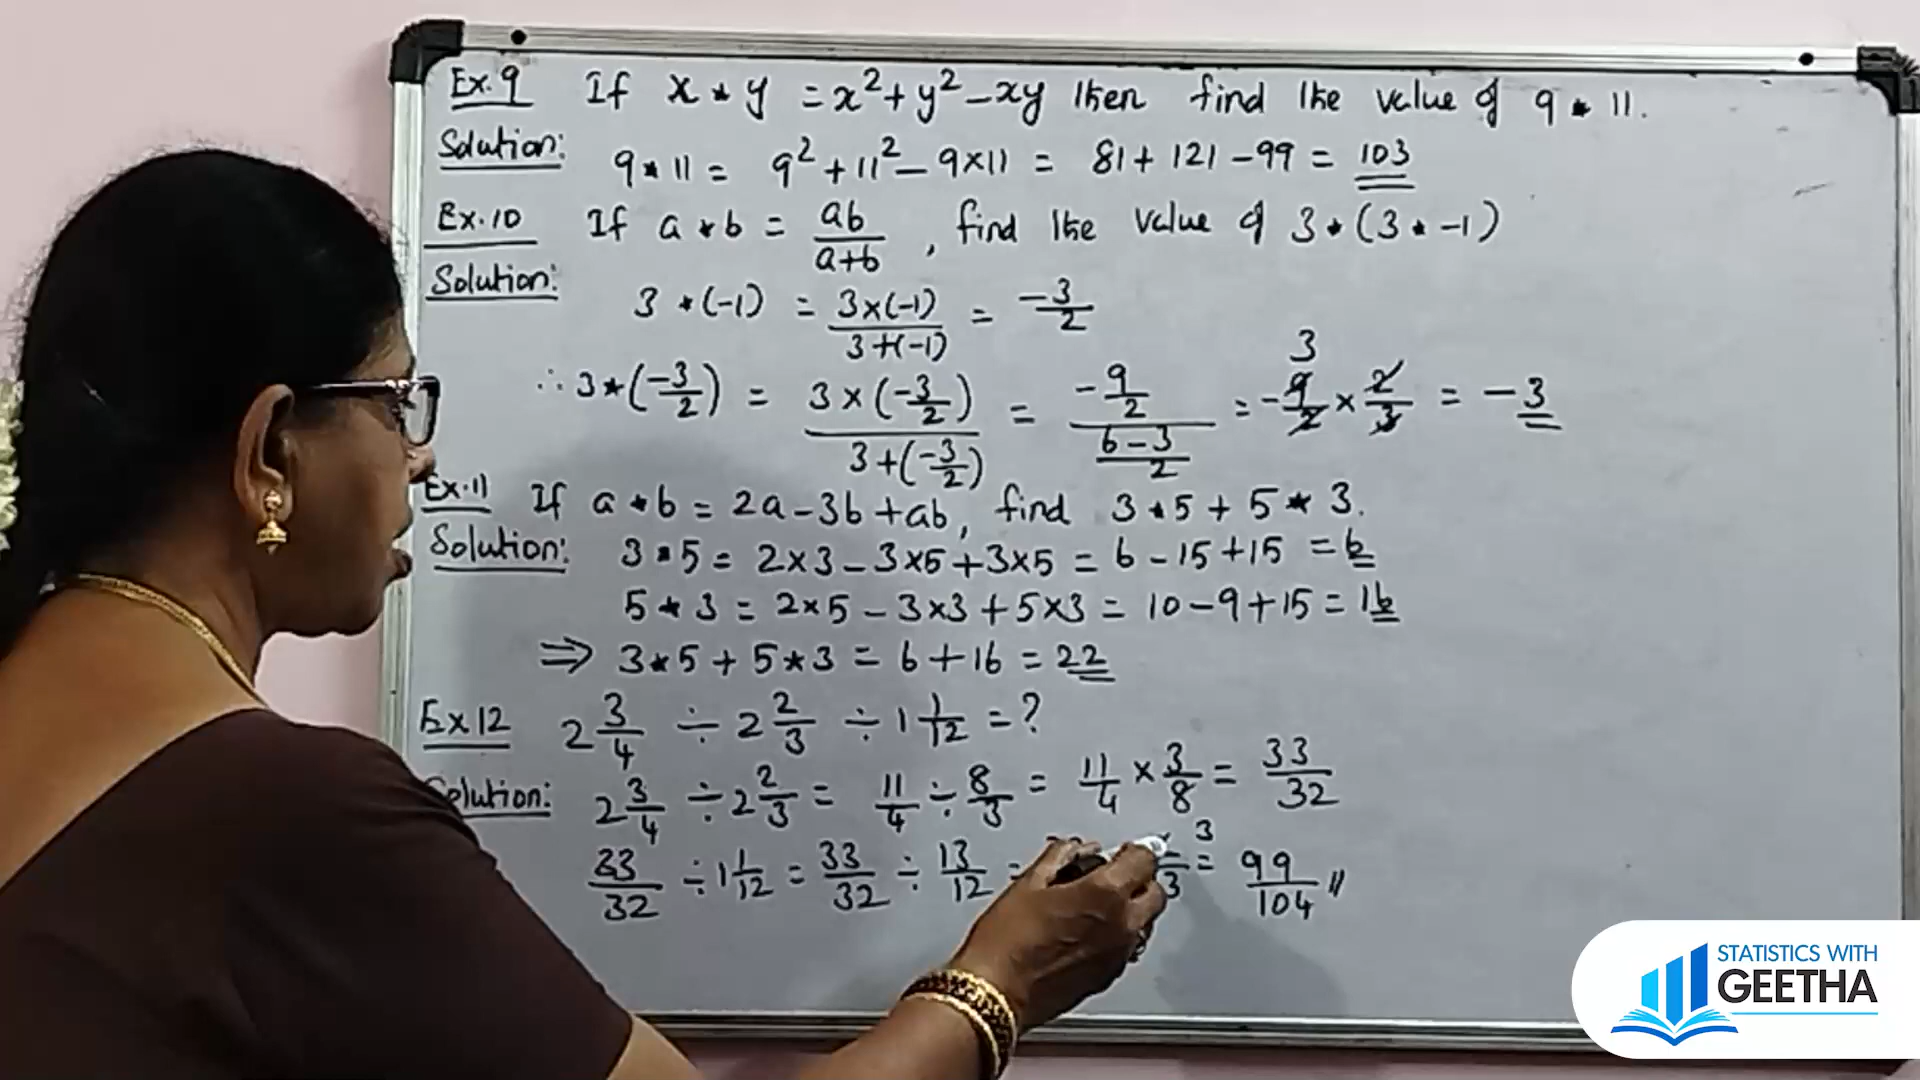 Ex.9 If x * y = x² + y² - xy then find the value of 9 * 11.
Solution: 9 * 11 = 9² + 11² - 9×11 = 81 + 121 - 99 = 103
Ex.10 If a * b = ab/(a+b), find the value of 3 * (3 * -1)
Solution: 3 * (-1) = (3×(-1))/(3+(-1)) = -3/2
∴ 3 * (-3/2) = (3 × (-3/2))/(3+(-3/2)) = (-9/2)/((6-3)/2) = -9/2 × 2/3 = -3
3
Ex.11 If a * b = 2a - 3b + ab, find 3 * 5 + 5 * 3.
Solution: 3 * 5 = 2×3 - 3×5 + 3×5 = 6 - 15 + 15 = 6
5 * 3 = 2×5 - 3×3 + 5×3 = 10 - 9 + 15 = 16
⇒ 3 * 5 + 5 * 3 = 6 + 16 = 22
Ex 12 2 3/4 ÷ 2 2/3 ÷ 1 1/12 = ?
Solution: 2 3/4 ÷ 2 2/3 = 11/4 ÷ 8/3 = 11/4 × 3/8 = 33/32
33/32 ÷ 1 1/12 = 33/32 ÷ 13/12 = 3 = 99/104 //
STATISTICS WITH
GEETHA